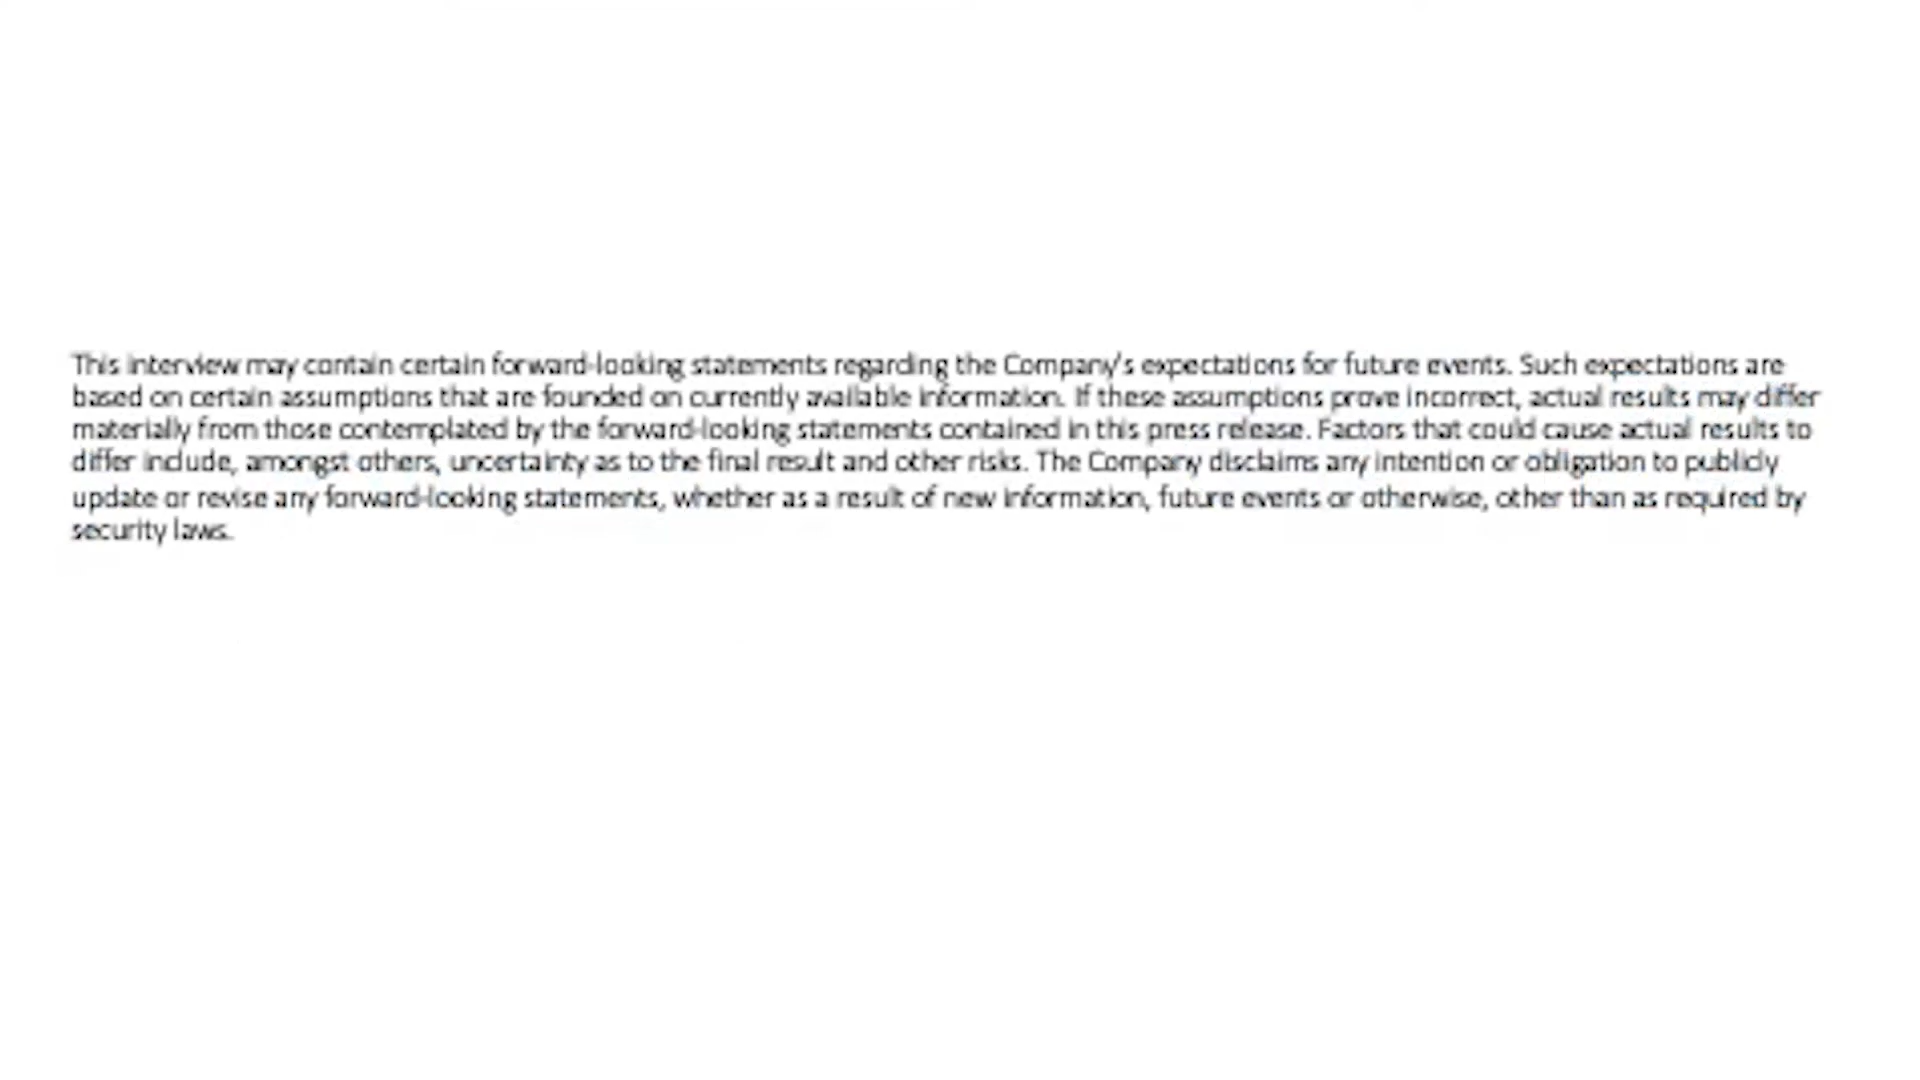 This interview may contain certain forward-looking statements regarding the Company's expectations for future events. Such expectations are
based on certain assumptions that are founded on currently available information. If these assumptions prove incorrect, actual results may differ
materially from those contemplated by the forward-looking statements contained in this press release. Factors that could cause actual results to
differ include, amongst others, uncertainty as to the final result and other risks. The Company disclaims any intention or obligation to publicly
update or revise any forward-looking statements, whether as a result of new information, future events or otherwise, other than as required by
security laws.